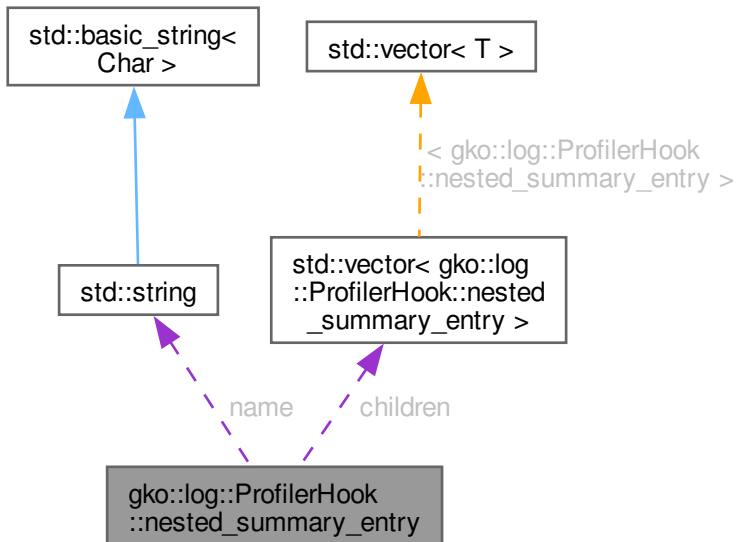 std::basic_string<
Char >
std::vector< T >
< gko::log::ProfilerHook
::nested_summary_entry >
std::string
std::vector< gko::log
::ProfilerHook::nested
_summary_entry >
name
children
gko::log::ProfilerHook
::nested_summary_entry